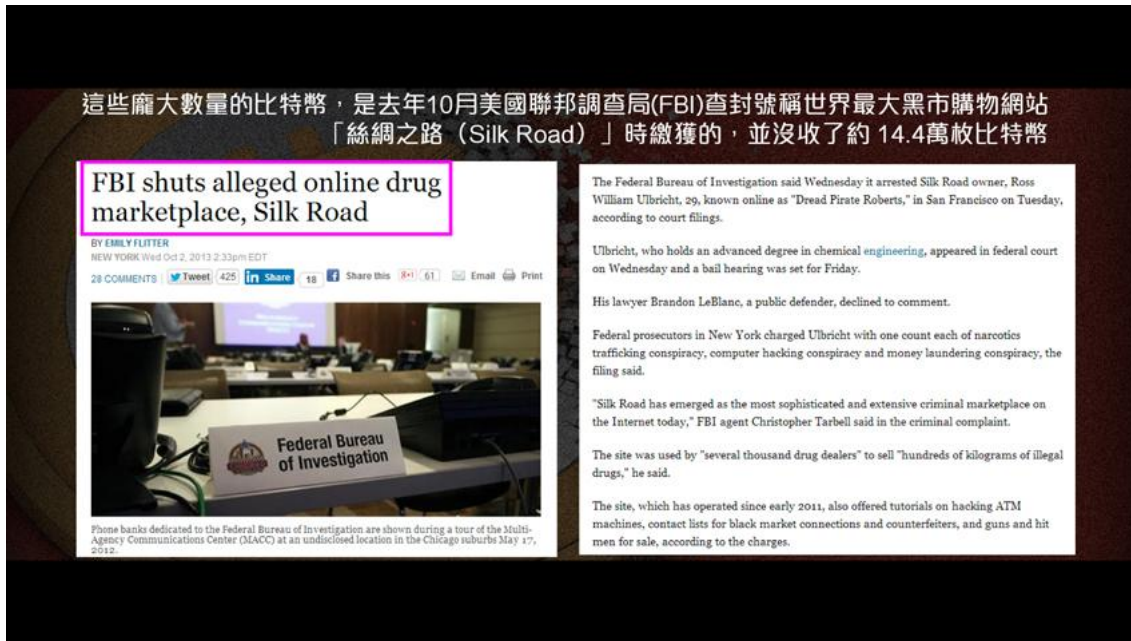 這些龐大數量的比特幣，是去年10月美國聯邦調查局(FBI)查封號稱世界最大黑市購物網站
「絲綢之路（Silk Road）」時繳獲的，並沒收了約 14.4萬枚比特幣
FBI shuts alleged online drug
marketplace, Silk Road
BY EMILY FLITTER
NEW YORK Wed Oct 2, 2013 2:33pm EDT
28 COMMENTS Tweet 425 in Share 18 f Share this 8+1 61 Email Print
Federal Bureau
of Investigation
Phone banks dedicated to the Federal Bureau of Investigation are shown during a tour of the Multi-
Agency Communications Center (MACC) at an undisclosed location in the Chicago suburbs May 17,
2012.
The Federal Bureau of Investigation said Wednesday it arrested Silk Road owner, Ross
William Ulbricht, 29, known online as "Dread Pirate Roberts," in San Francisco on Tuesday,
according to court filings.
Ulbricht, who holds an advanced degree in chemical engineering, appeared in federal court
on Wednesday and a bail hearing was set for Friday.
His lawyer Brandon LeBlanc, a public defender, declined to comment.
Federal prosecutors in New York charged Ulbricht with one count each of narcotics
trafficking conspiracy, computer hacking conspiracy and money laundering conspiracy, the
filing said.
"Silk Road has emerged as the most sophisticated and extensive criminal marketplace on
the Internet today," FBI agent Christopher Tarbell said in the criminal complaint.
The site was used by "several thousand drug dealers" to sell "hundreds of kilograms of illegal
drugs," he said.
The site, which has operated since early 2011, also offered tutorials on hacking ATM
machines, contact lists for black market connections and counterfeiters, and guns and hit
men for sale, according to the charges.